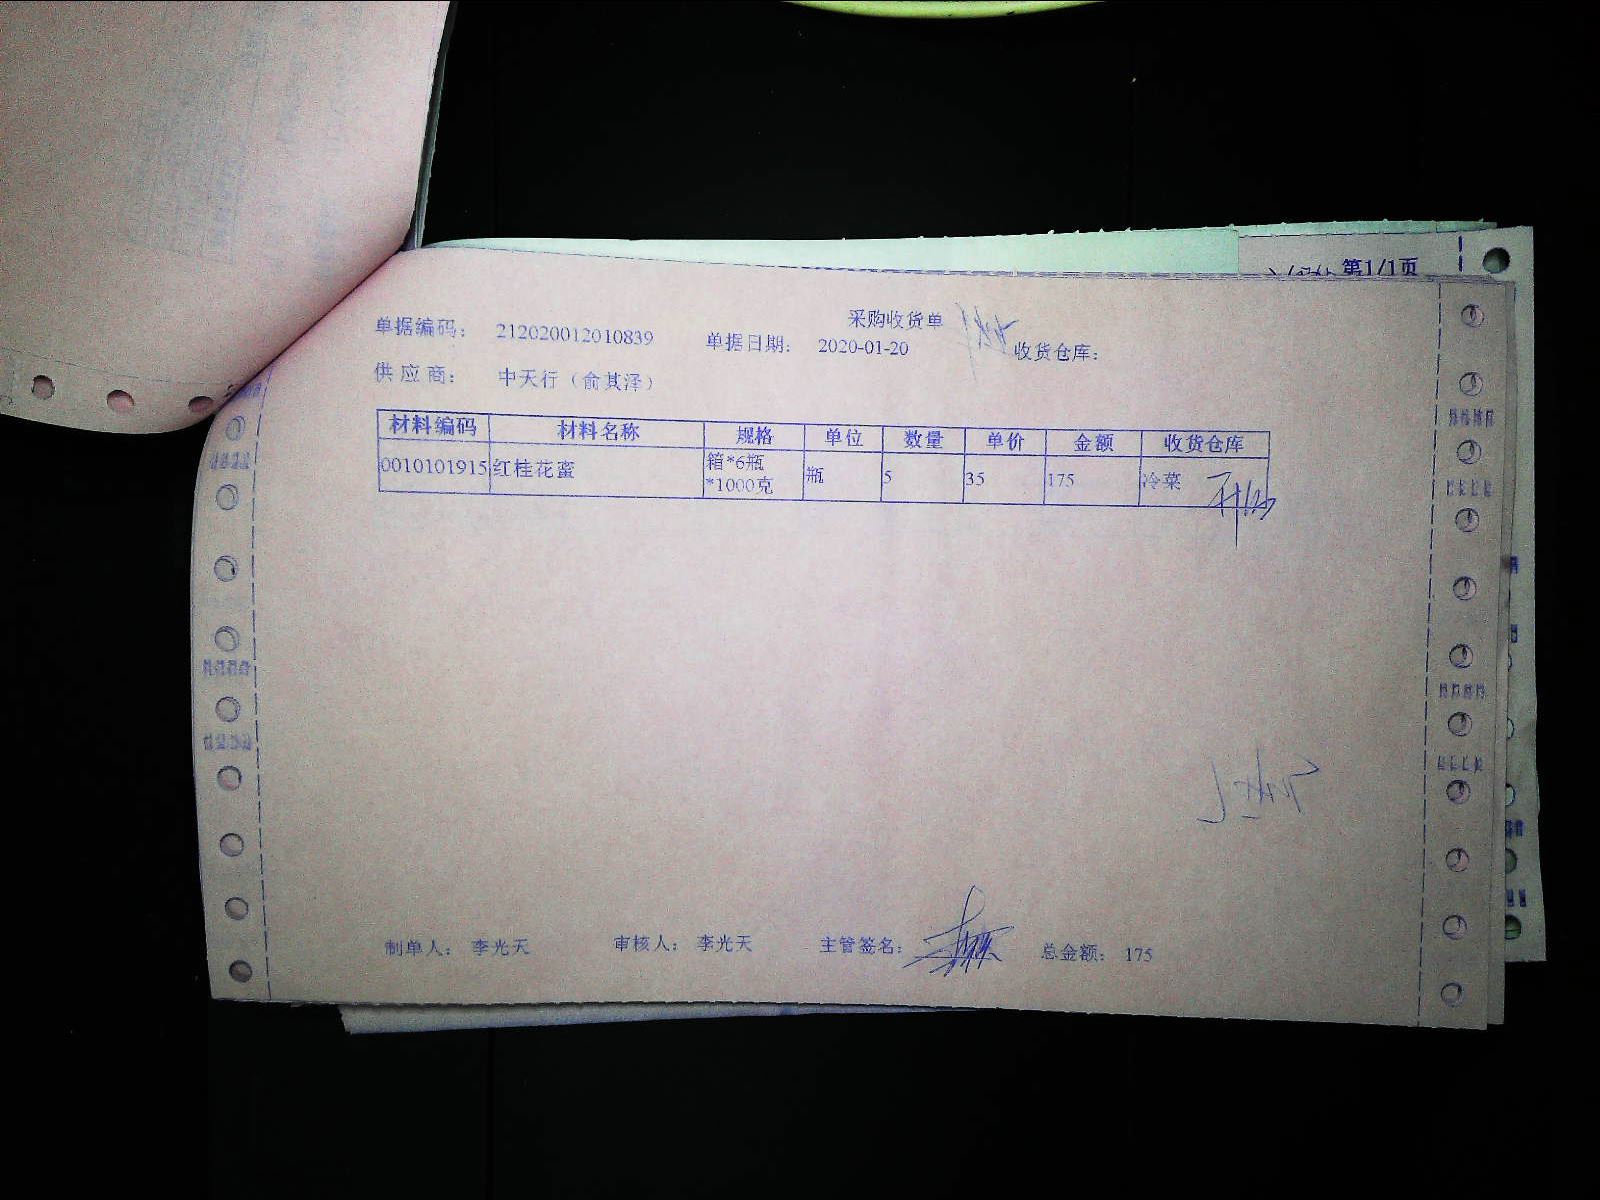 第1/1页
采购收货单
单据编码： 212020012010839 单据日期： 2020-01-20 收货仓库：
供应商： 中天行（俞其泽）
材料编码 材料名称 规格 单位 数量 单价 金额 收货仓库
0010101915 红桂花蜜 箱*6瓶 瓶 5 35 175 冷菜
*1000克
制单人： 李光天 审核人： 李光天 主管签名： 总金额： 175